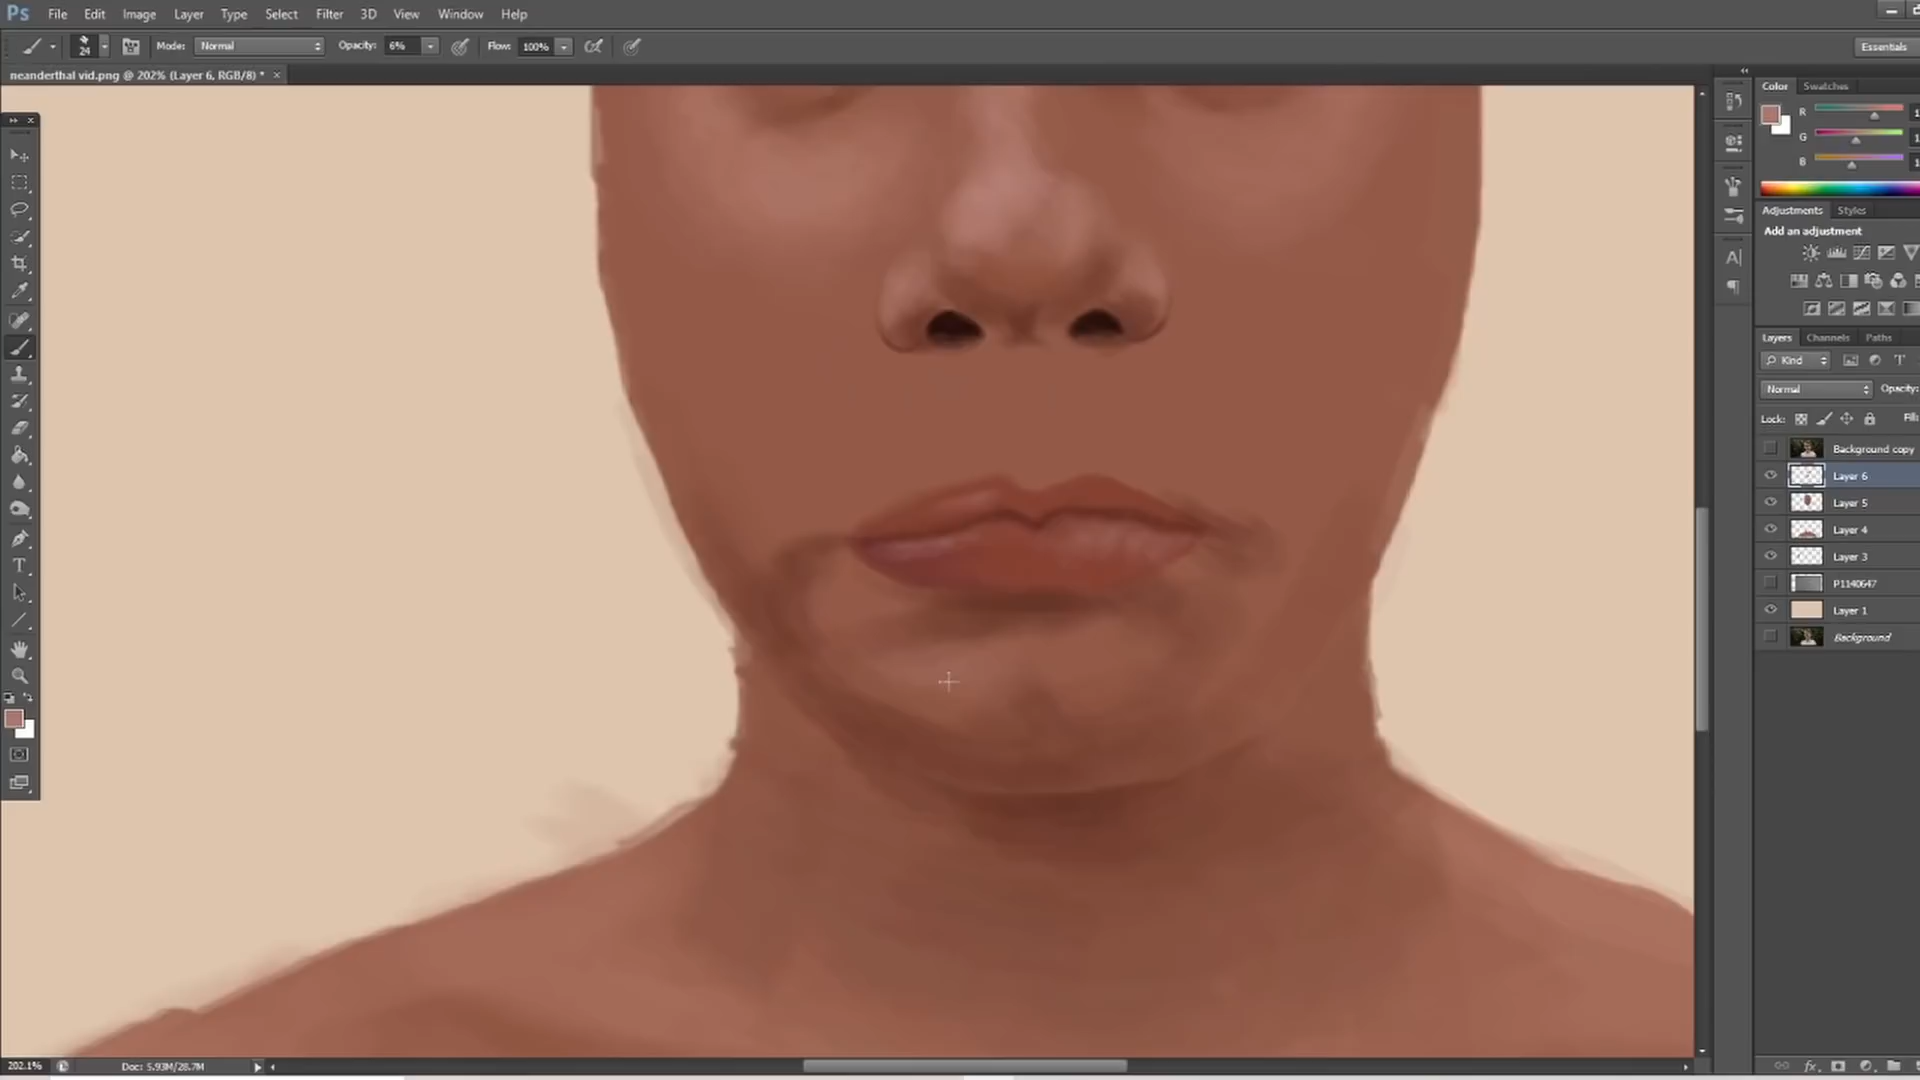 Ps File Edit Image Layer Type Select Filter 3D View Window Help
24 Mode: Normal Opacity: 6% Flow: 100% Essentials
neanderthal vid.png @ 202% (Layer 6, RGB/8) * ×
Color Swatches
R
G
B
Adjustments Styles
Add an adjustment
Layers Channels Paths
Kind
Normal Opacity:
Lock: Fill:
Background copy
Layer 6
Layer 5
Layer 4
Layer 3
P1140647
Layer 1
Background
202.1% Doc: 5.93M/28.7M